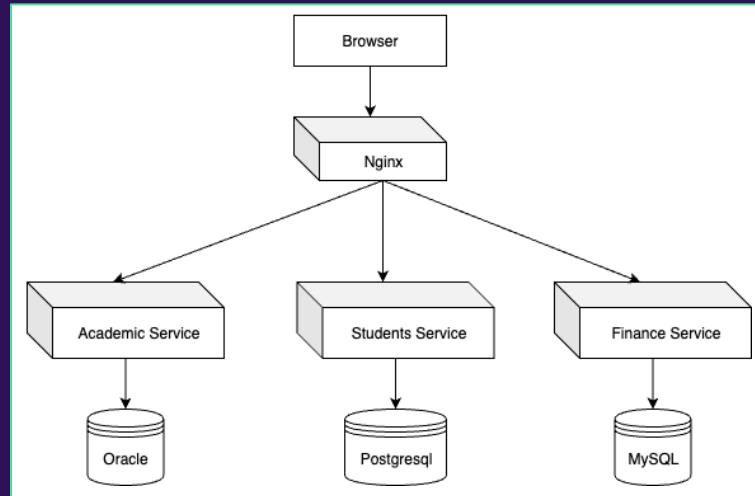 Browser
Nginx
Academic Service
Students Service
Finance Service
Oracle
Postgresql
MySQL